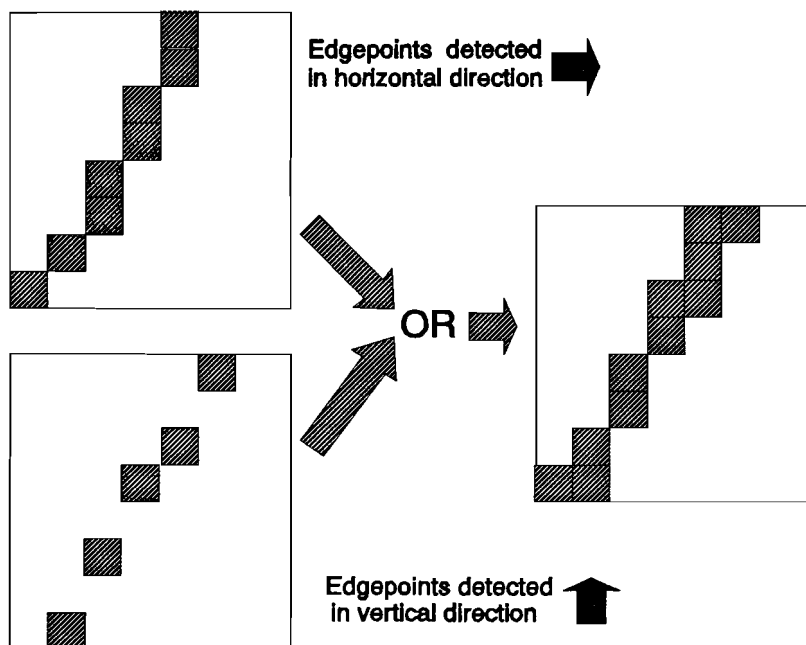 Edgepoints detected
in horizontal direction
OR
Edgepoints detected
in vertical direction